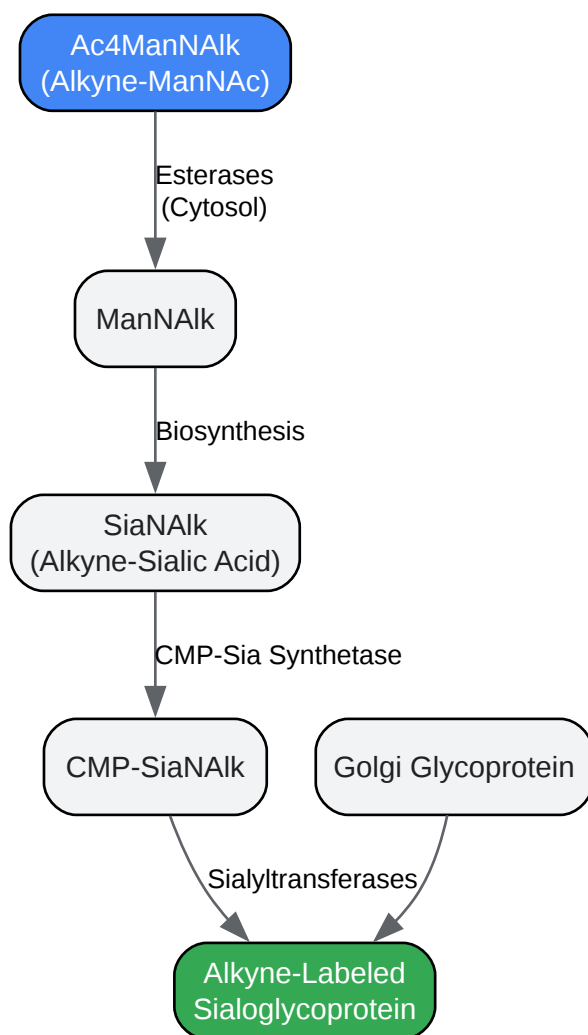 Ac4ManNAlk
(Alkyne-ManNAc)
Esterases
(Cytosol)
ManNAlk
Biosynthesis
SiaNAlk
(Alkyne-Sialic Acid)
CMP-Sia Synthetase
CMP-SiaNAlk
Golgi Glycoprotein
Sialyltransferases
Alkyne-Labeled
Sialoglycoprotein